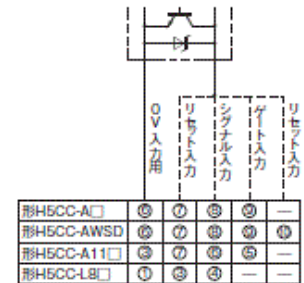 0V入力用
リセット入力
シグナル入力
ゲート入力
リセット入力
形H5CC-A□ ⑥ ⑦ ⑧ ⑨ —
形H5CC-AWSD ⑥ ⑦ ⑧ ⑨ ⑩
形H5CC-A11□ ③ ⑦ ⑥ ⑤ —
形H5CC-L8□ ① ③ ④ — —